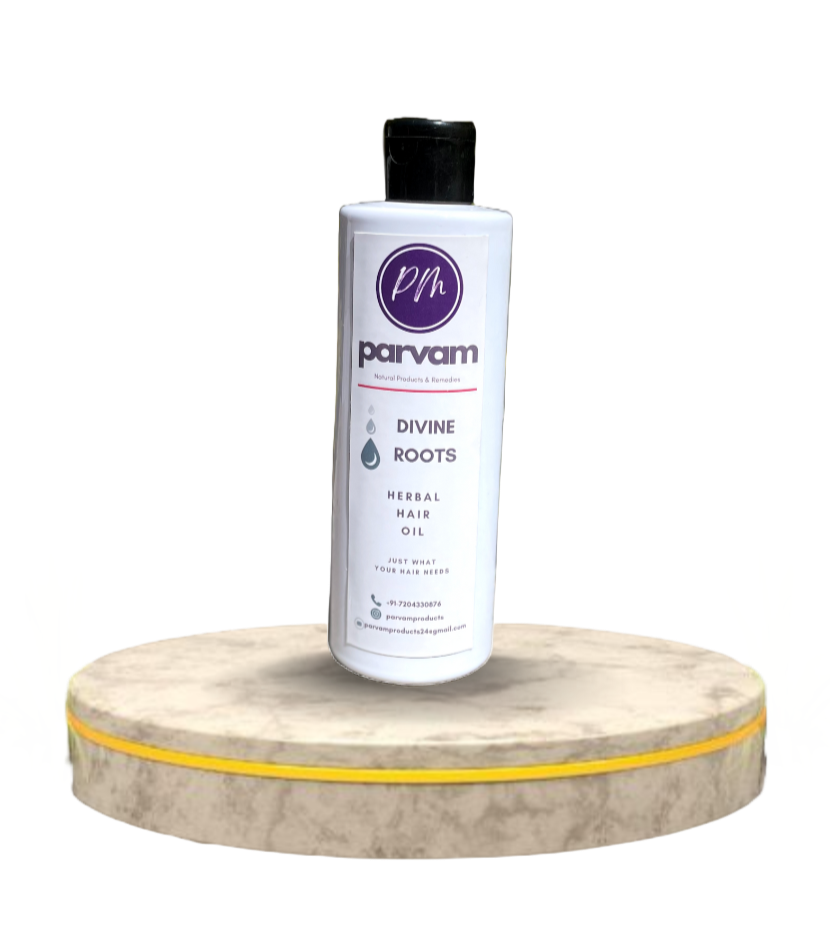 PM
parvam
Natural Products & Remedies
DIVINE
ROOTS
HERBAL
HAIR
OIL
JUST WHAT
YOUR HAIR NEEDS
+91-7204330876
parvamproducts
parvamproducts24@gmail.com